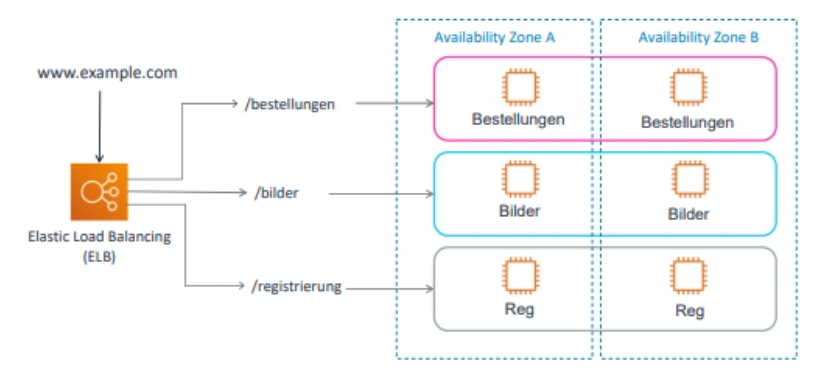 Availability Zone A
Availability Zone B
www.example.com
/bestellungen
Bestellungen
Bestellungen
/bilder
Bilder
Bilder
Elastic Load Balancing
(ELB)
/registrierung
Reg
Reg